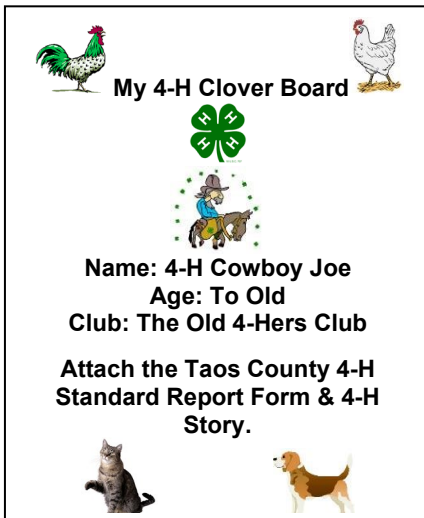 My 4-H Clover Board
H H
H H
Name: 4-H Cowboy Joe
Age: To Old
Club: The Old 4-Hers Club
Attach the Taos County 4-H
Standard Report Form & 4-H
Story.